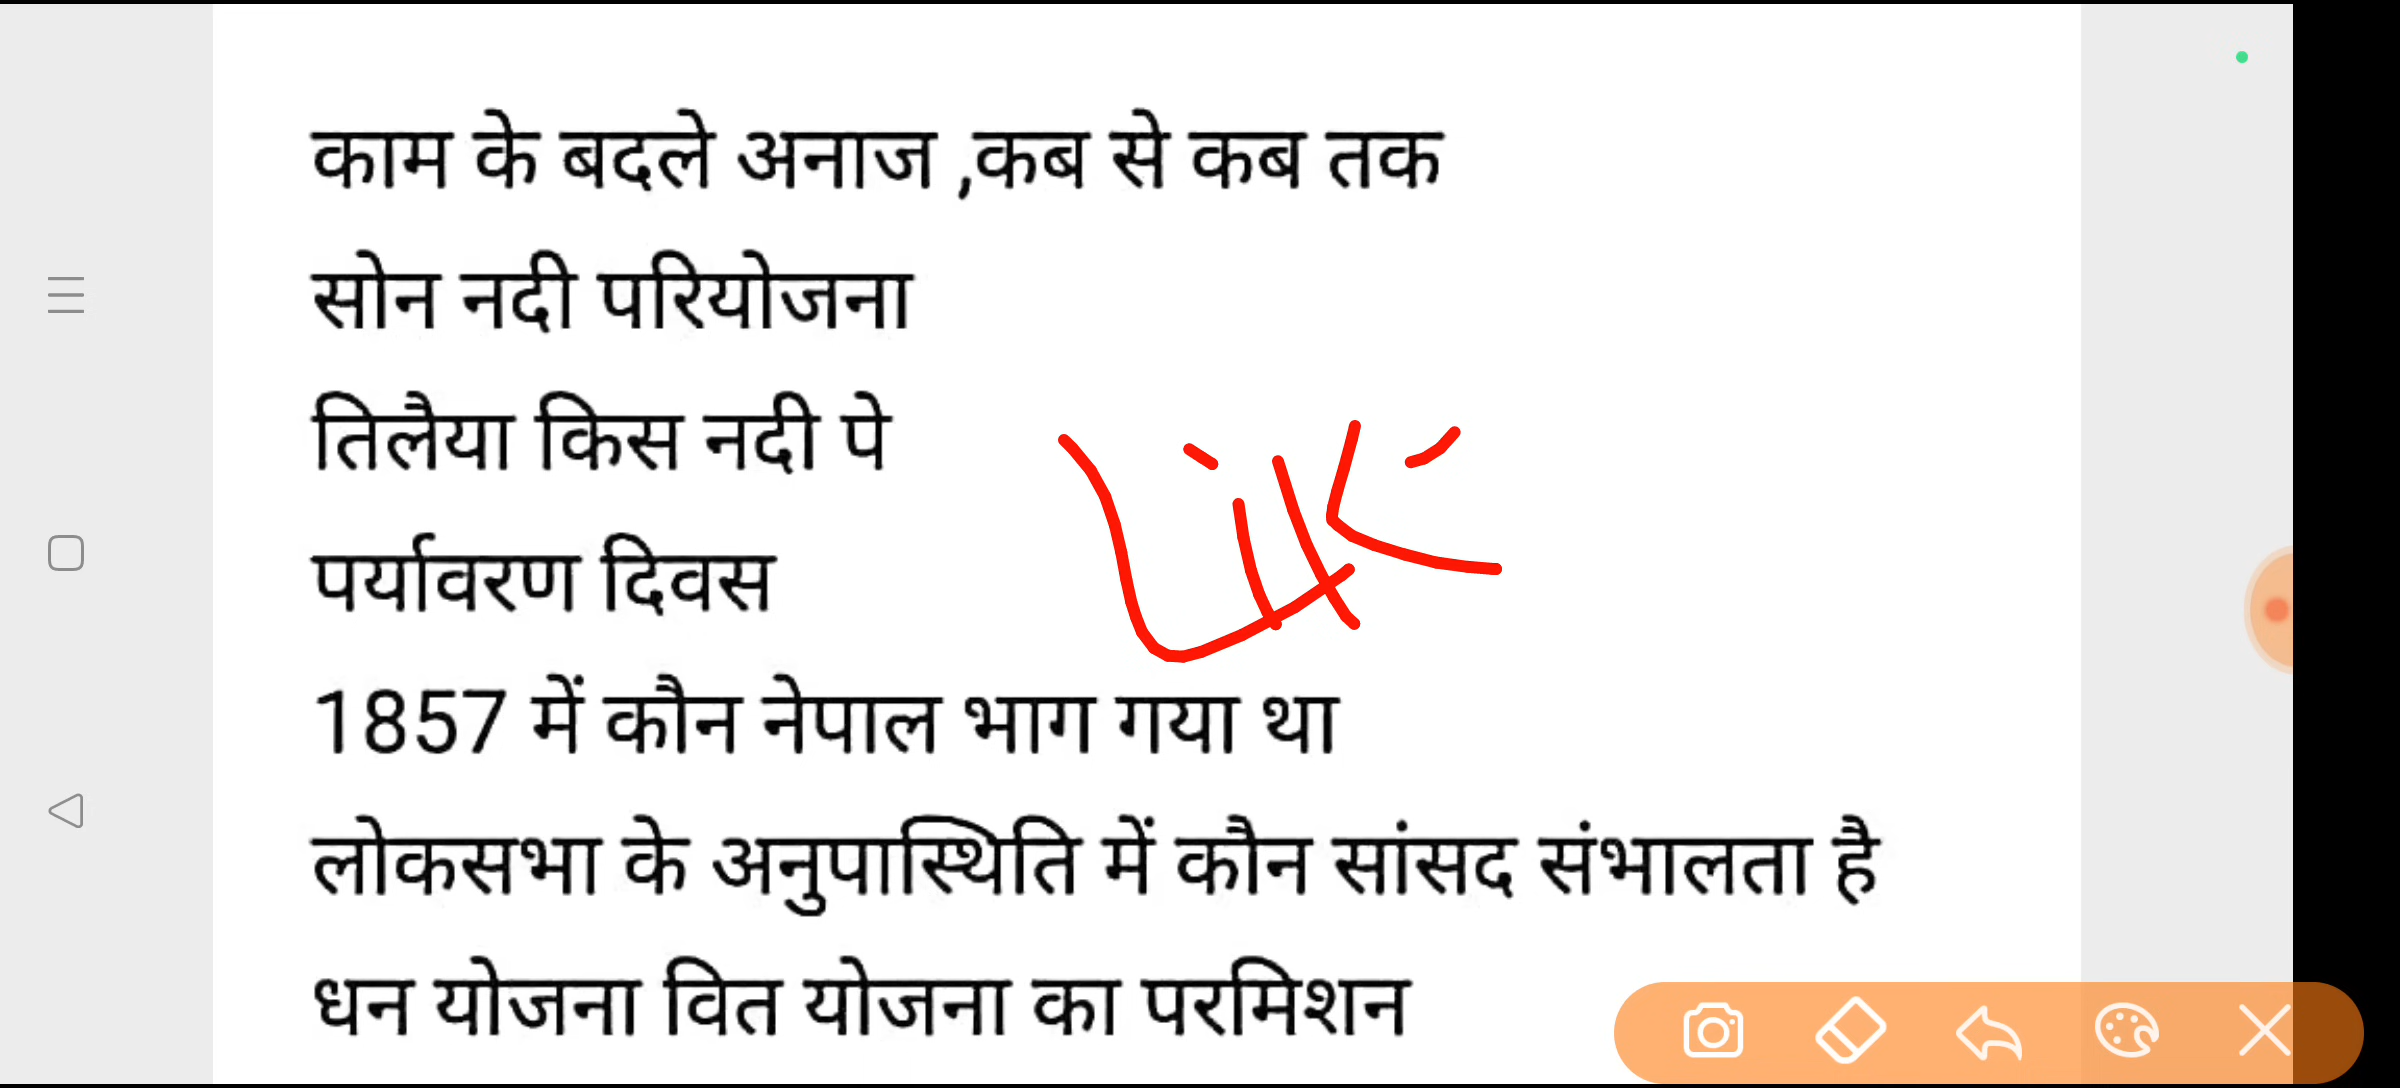 काम के बदले अनाज ,कब से कब तक
सोन नदी परियोजना
तिलैया किस नदी पे
पर्यावरण दिवस
1857 में कौन नेपाल भाग गया था
लोकसभा के अनुपास्थिति में कौन सांसद संभालता है
धन योजना वित योजना का परमिशन